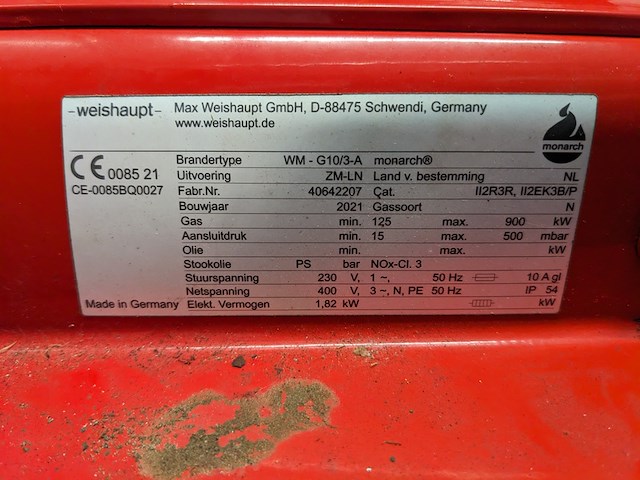 -weishaupt- Max Weishaupt GmbH, D-88475 Schwendi, Germany
www.weishaupt.de
monarch
CE 0085 21
CE-0085BQ0027
Brandertype WM - G10/3-A monarch®
Uitvoering ZM-LN Land v. bestemming NL
Fabr.Nr. 40642207 Cat. II2R3R, II2EK3B/P
Bouwjaar 2021 Gassoort N
Gas min. 125 max. 900 kW
Aansluitdruk min. 15 max. 500 mbar
Olie min. max. kW
Stookolie PS bar NOx-Cl. 3
Stuurspanning 230 V, 1 ~, 50 Hz 10 A gl
Netspanning 400 V, 3 ~, N, PE 50 Hz IP 54
Made in Germany Elekt. Vermogen 1,82 kW kW